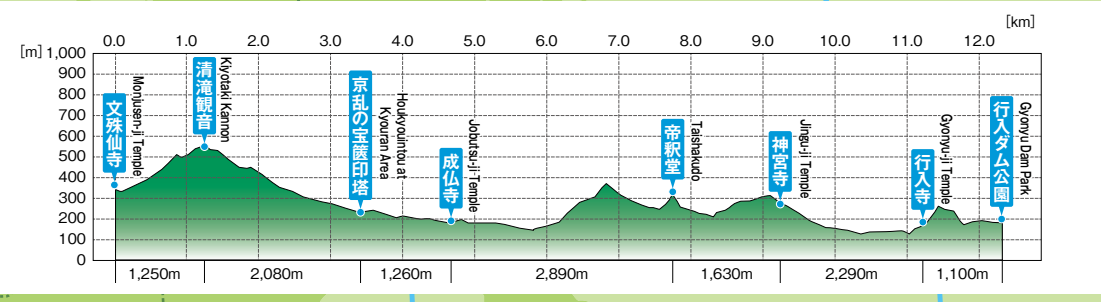 [km]
0.0 1.0 2.0 3.0 4.0 5.0 6.0 7.0 8.0 9.0 10.0 11.0 12.0
[m] 1,000
900
800
700
600
500
400
300
200
100
0
文殊仙寺
Monjusen-ji Temple
清滝観音
Kiyotaki Kannon
京乱の宝篋印塔
Houkyouintou at
Kyouran Area
成仏寺
Jobutsu-ji Temple
帝釈堂
Taishakudo
神宮寺
Jingu-ji Temple
行入寺
Gyonyu-ji Temple
行入ダム公園
Gyonyu Dam Park
1,250m 2,080m 1,260m 2,890m 1,630m 2,290m 1,100m